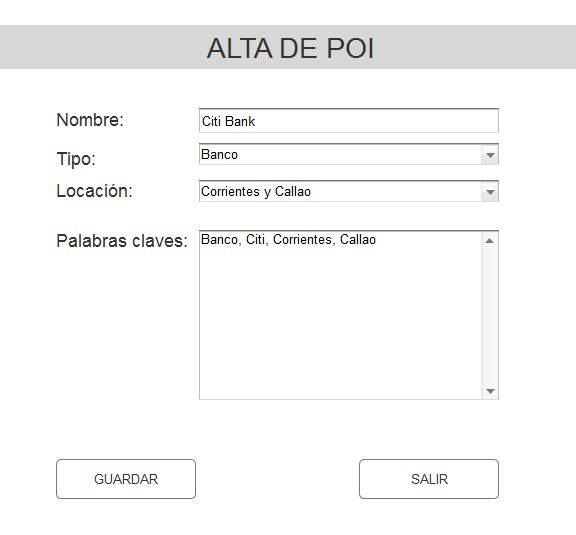 ALTA DE POI
Nombre: Citi Bank
Tipo: Banco
Locación: Corrientes y Callao
Palabras claves: Banco, Citi, Corrientes, Callao
GUARDAR SALIR